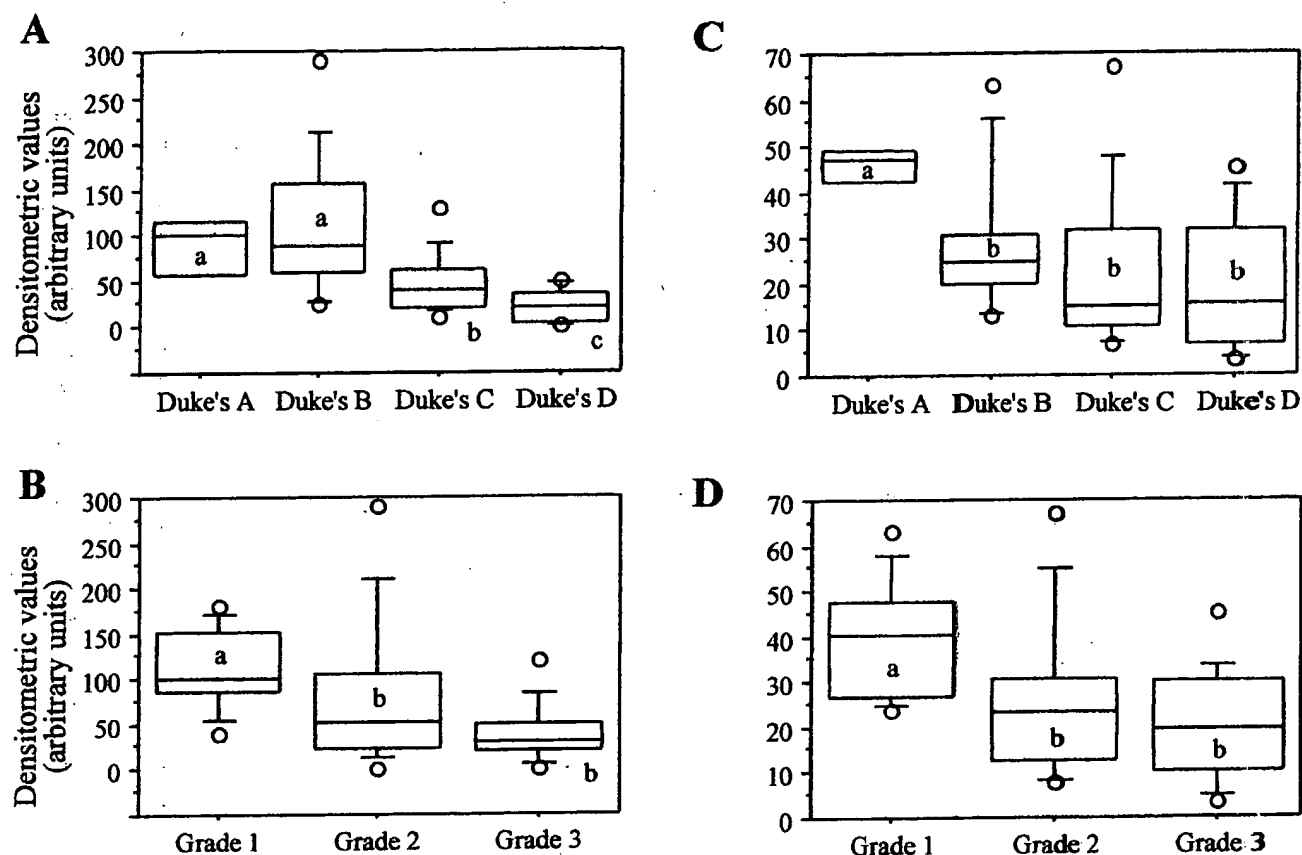 A
Densitometric values
(arbitrary units)
300
250
200
150
100
50
0
a
a
b
c
Duke's A Duke's B Duke's C Duke's D
C
70
60
50
40
30
20
10
0
a
b
b
b
Duke's A Duke's B Duke's C Duke's D
B
Densitometric values
(arbitrary units)
300
250
200
150
100
50
0
a
b
b
Grade 1 Grade 2 Grade 3
D
70
60
50
40
30
20
10
0
a
b
b
Grade 1 Grade 2 Grade 3